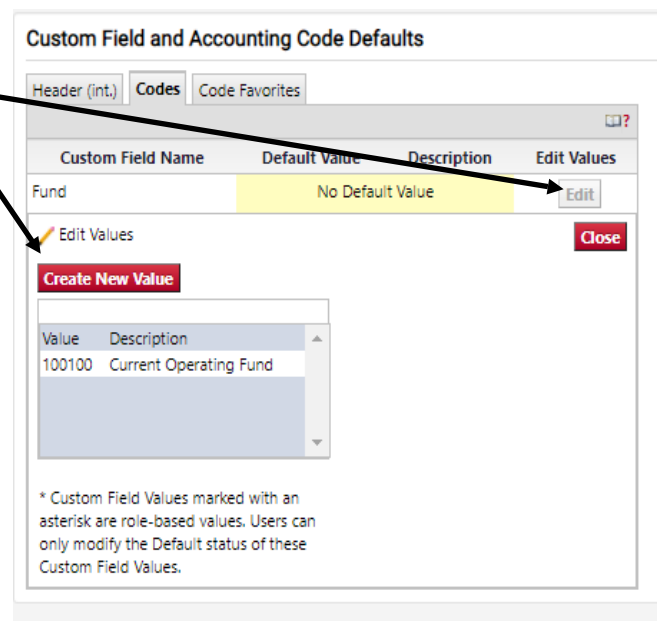 Custom Field and Accounting Code Defaults
Header (int.) Codes Code Favorites
?
Custom Field Name Default Value Description Edit Values
Fund No Default Value Edit
Edit Values Close
Create New Value
Value Description
100100 Current Operating Fund
* Custom Field Values marked with an
asterisk are role-based values. Users can
only modify the Default status of these
Custom Field Values.